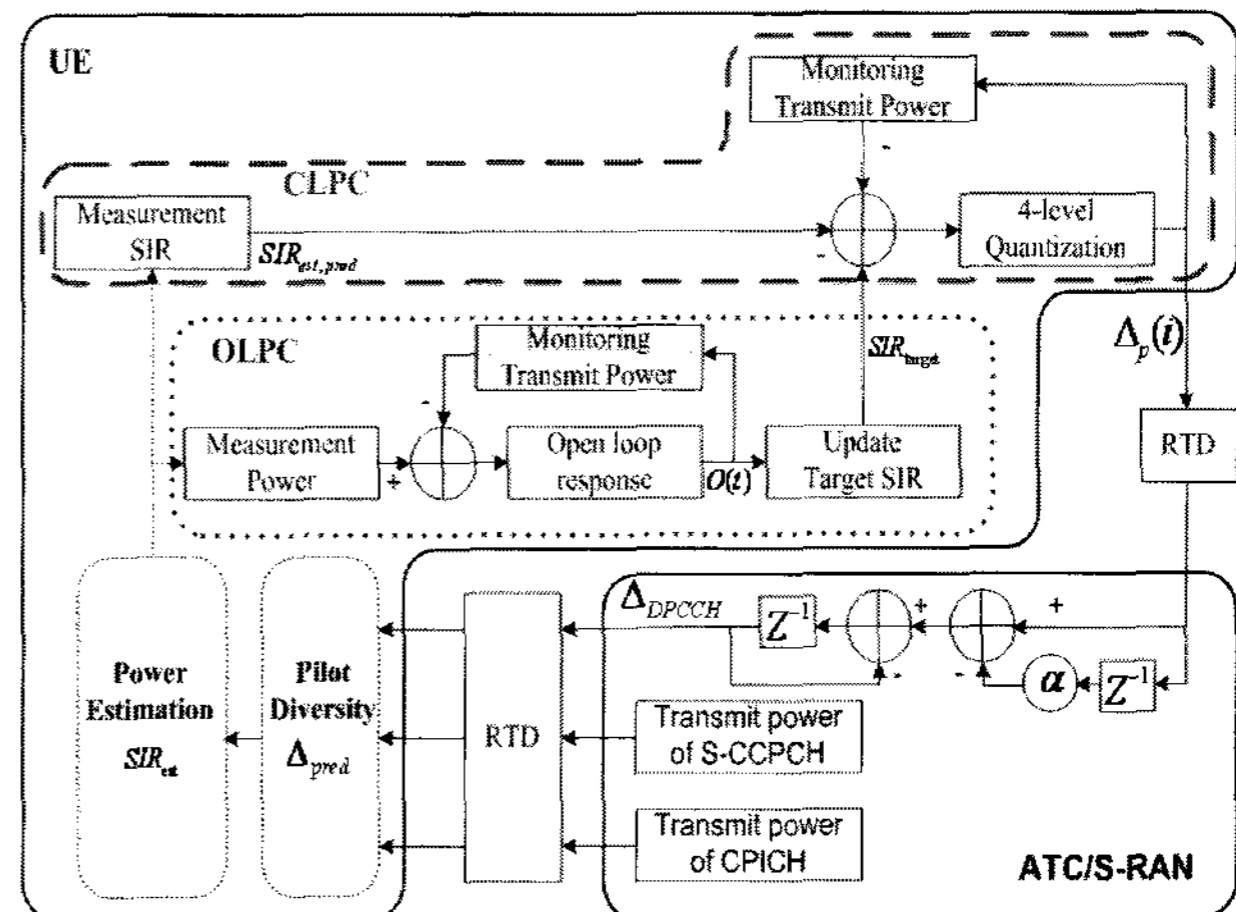 UE
Monitoring
Transmit Power
-
CLPC
Measurement
SIR
SIR_est,pred
-
4-level
Quantization
OLPC
Monitoring
Transmit Power
SIR_target
Δ_p(i)
-
Measurement
Power
+
Open loop
response
O(t)
Update
Target SIR
RTD
Δ_DPCCH
Z⁻¹
+
+
-
-
α
Z⁻¹
Power
Estimation
SIR_est
Pilot
Diversity
Δ_pred
RTD
Transmit power
of S-CCPCH
Transmit power
of CPICH
ATC/S-RAN